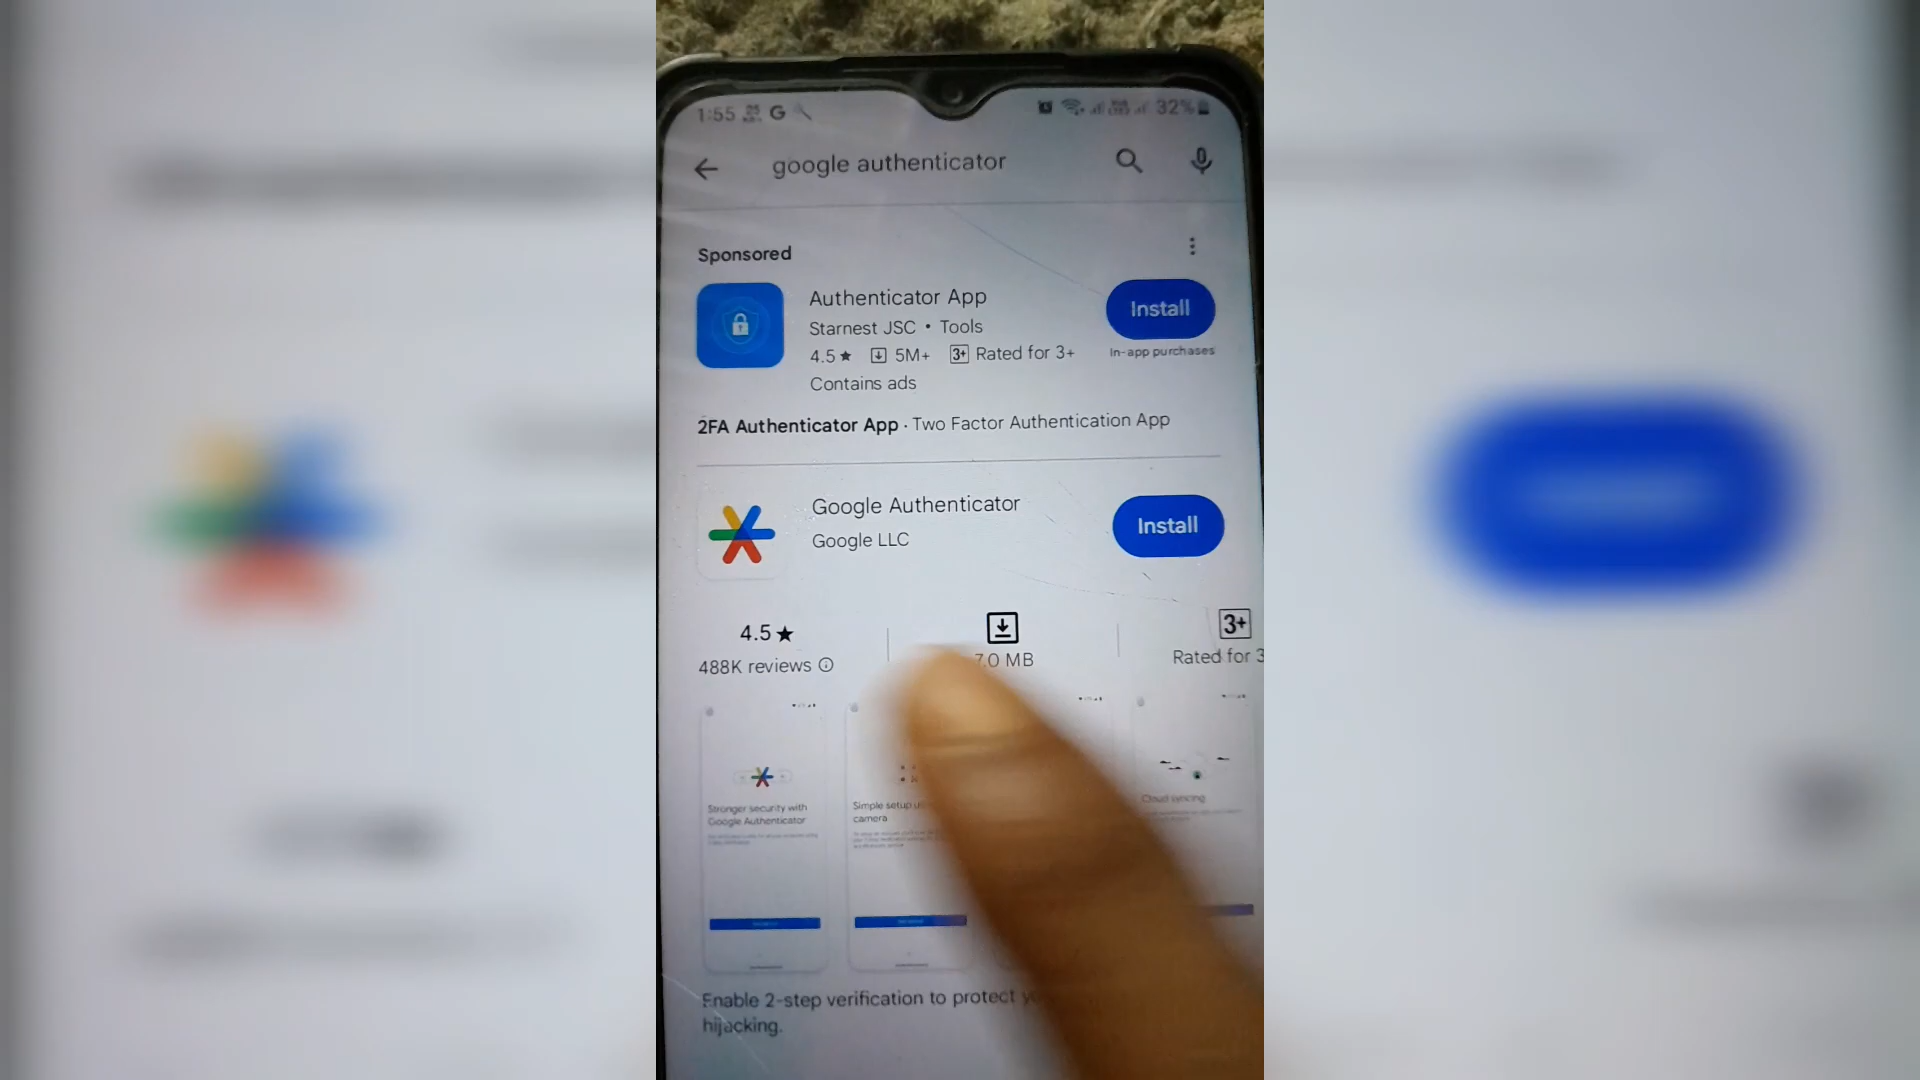 1:55 G 32%
google authenticator
Sponsored
Authenticator App
Install
Starnest JSC • Tools
4.5★ 5M+ 3+ Rated for 3+
In-app purchases
Contains ads
2FA Authenticator App · Two Factor Authentication App
Google Authenticator
Google LLC
Install
4.5★
3+
488K reviews
7.0 MB
Rated for 3
Stronger security with
Google Authenticator
Simple setup
camera
Cloud syncing
Enable 2-step verification to protect
hijacking.